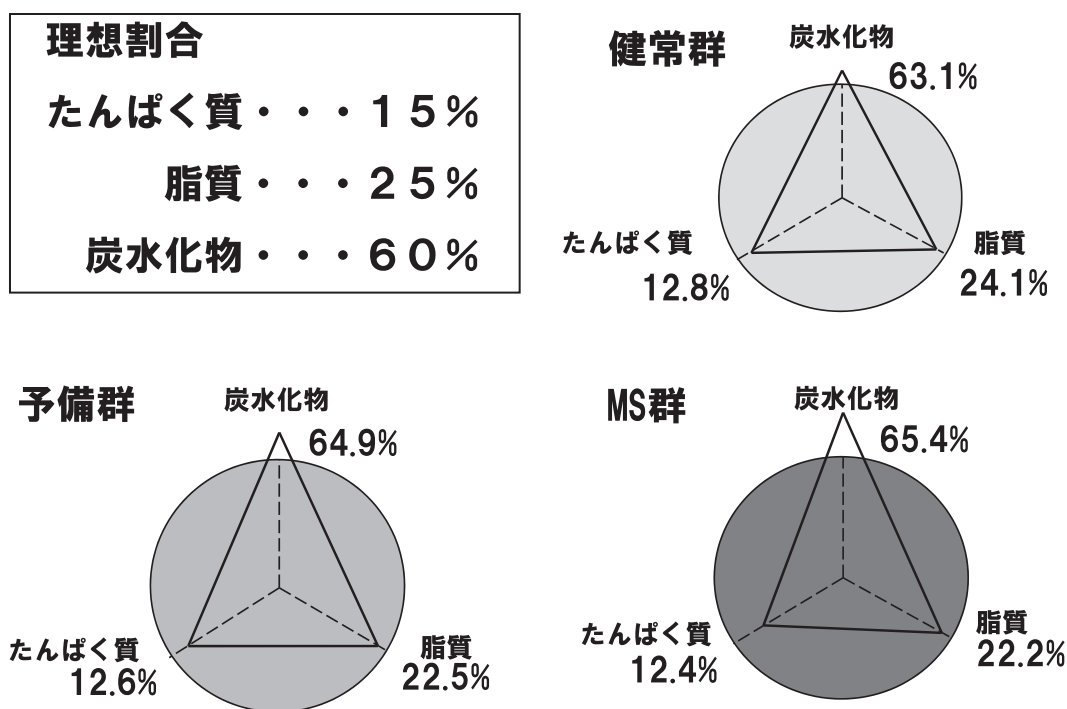 理想割合
たんぱく質・・・１５％
脂質・・・２５％
炭水化物・・・６０％
健常群
炭水化物
63.1%
たんぱく質
12.8%
脂質
24.1%
予備群
炭水化物
64.9%
たんぱく質
12.6%
脂質
22.5%
MS群
炭水化物
65.4%
たんぱく質
12.4%
脂質
22.2%